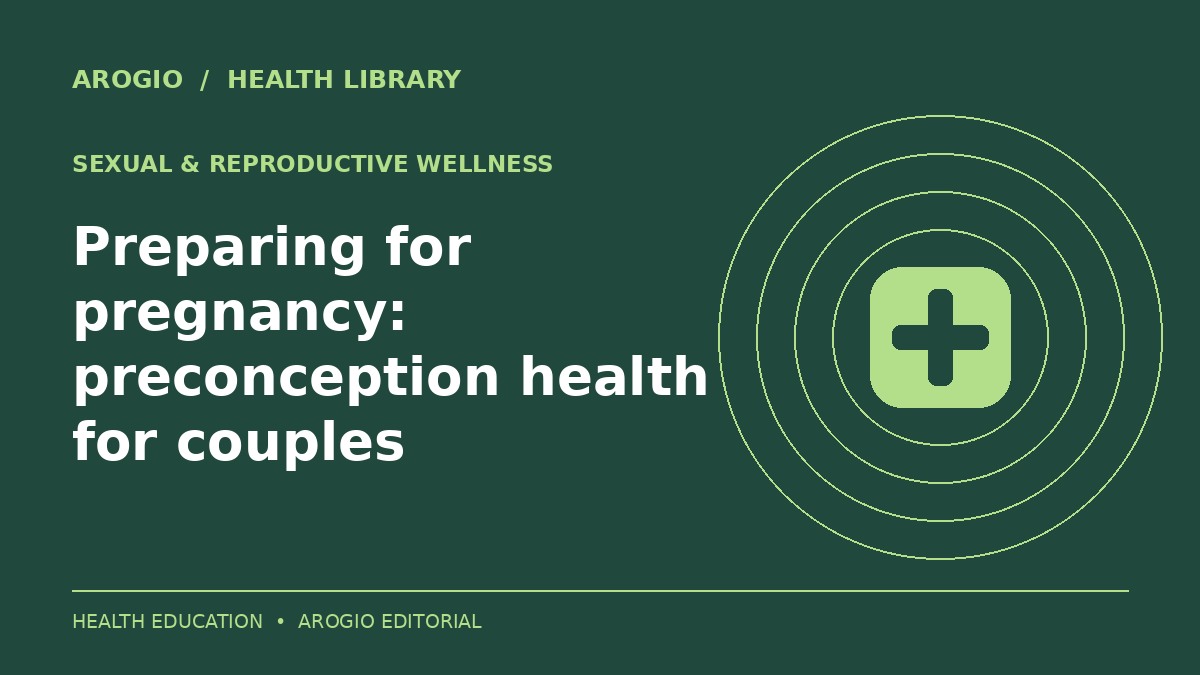 AROGIO / HEALTH LIBRARY
SEXUAL & REPRODUCTIVE WELLNESS
Preparing for
pregnancy:
preconception health
for couples
HEALTH EDUCATION • AROGIO EDITORIAL